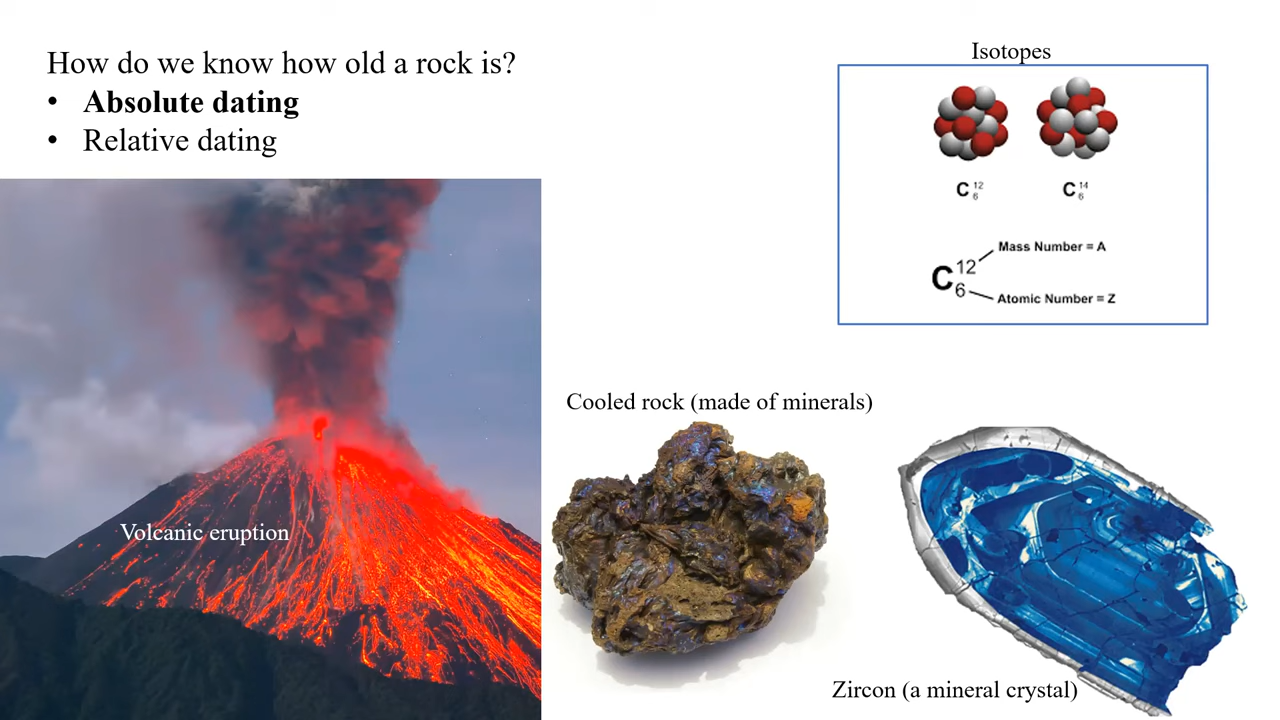 How do we know how old a rock is?
• Absolute dating
• Relative dating
Isotopes
C 12 6
C 14 6
C 12 6
Mass Number = A
Atomic Number = Z
Cooled rock (made of minerals)
Volcanic eruption
Zircon (a mineral crystal)